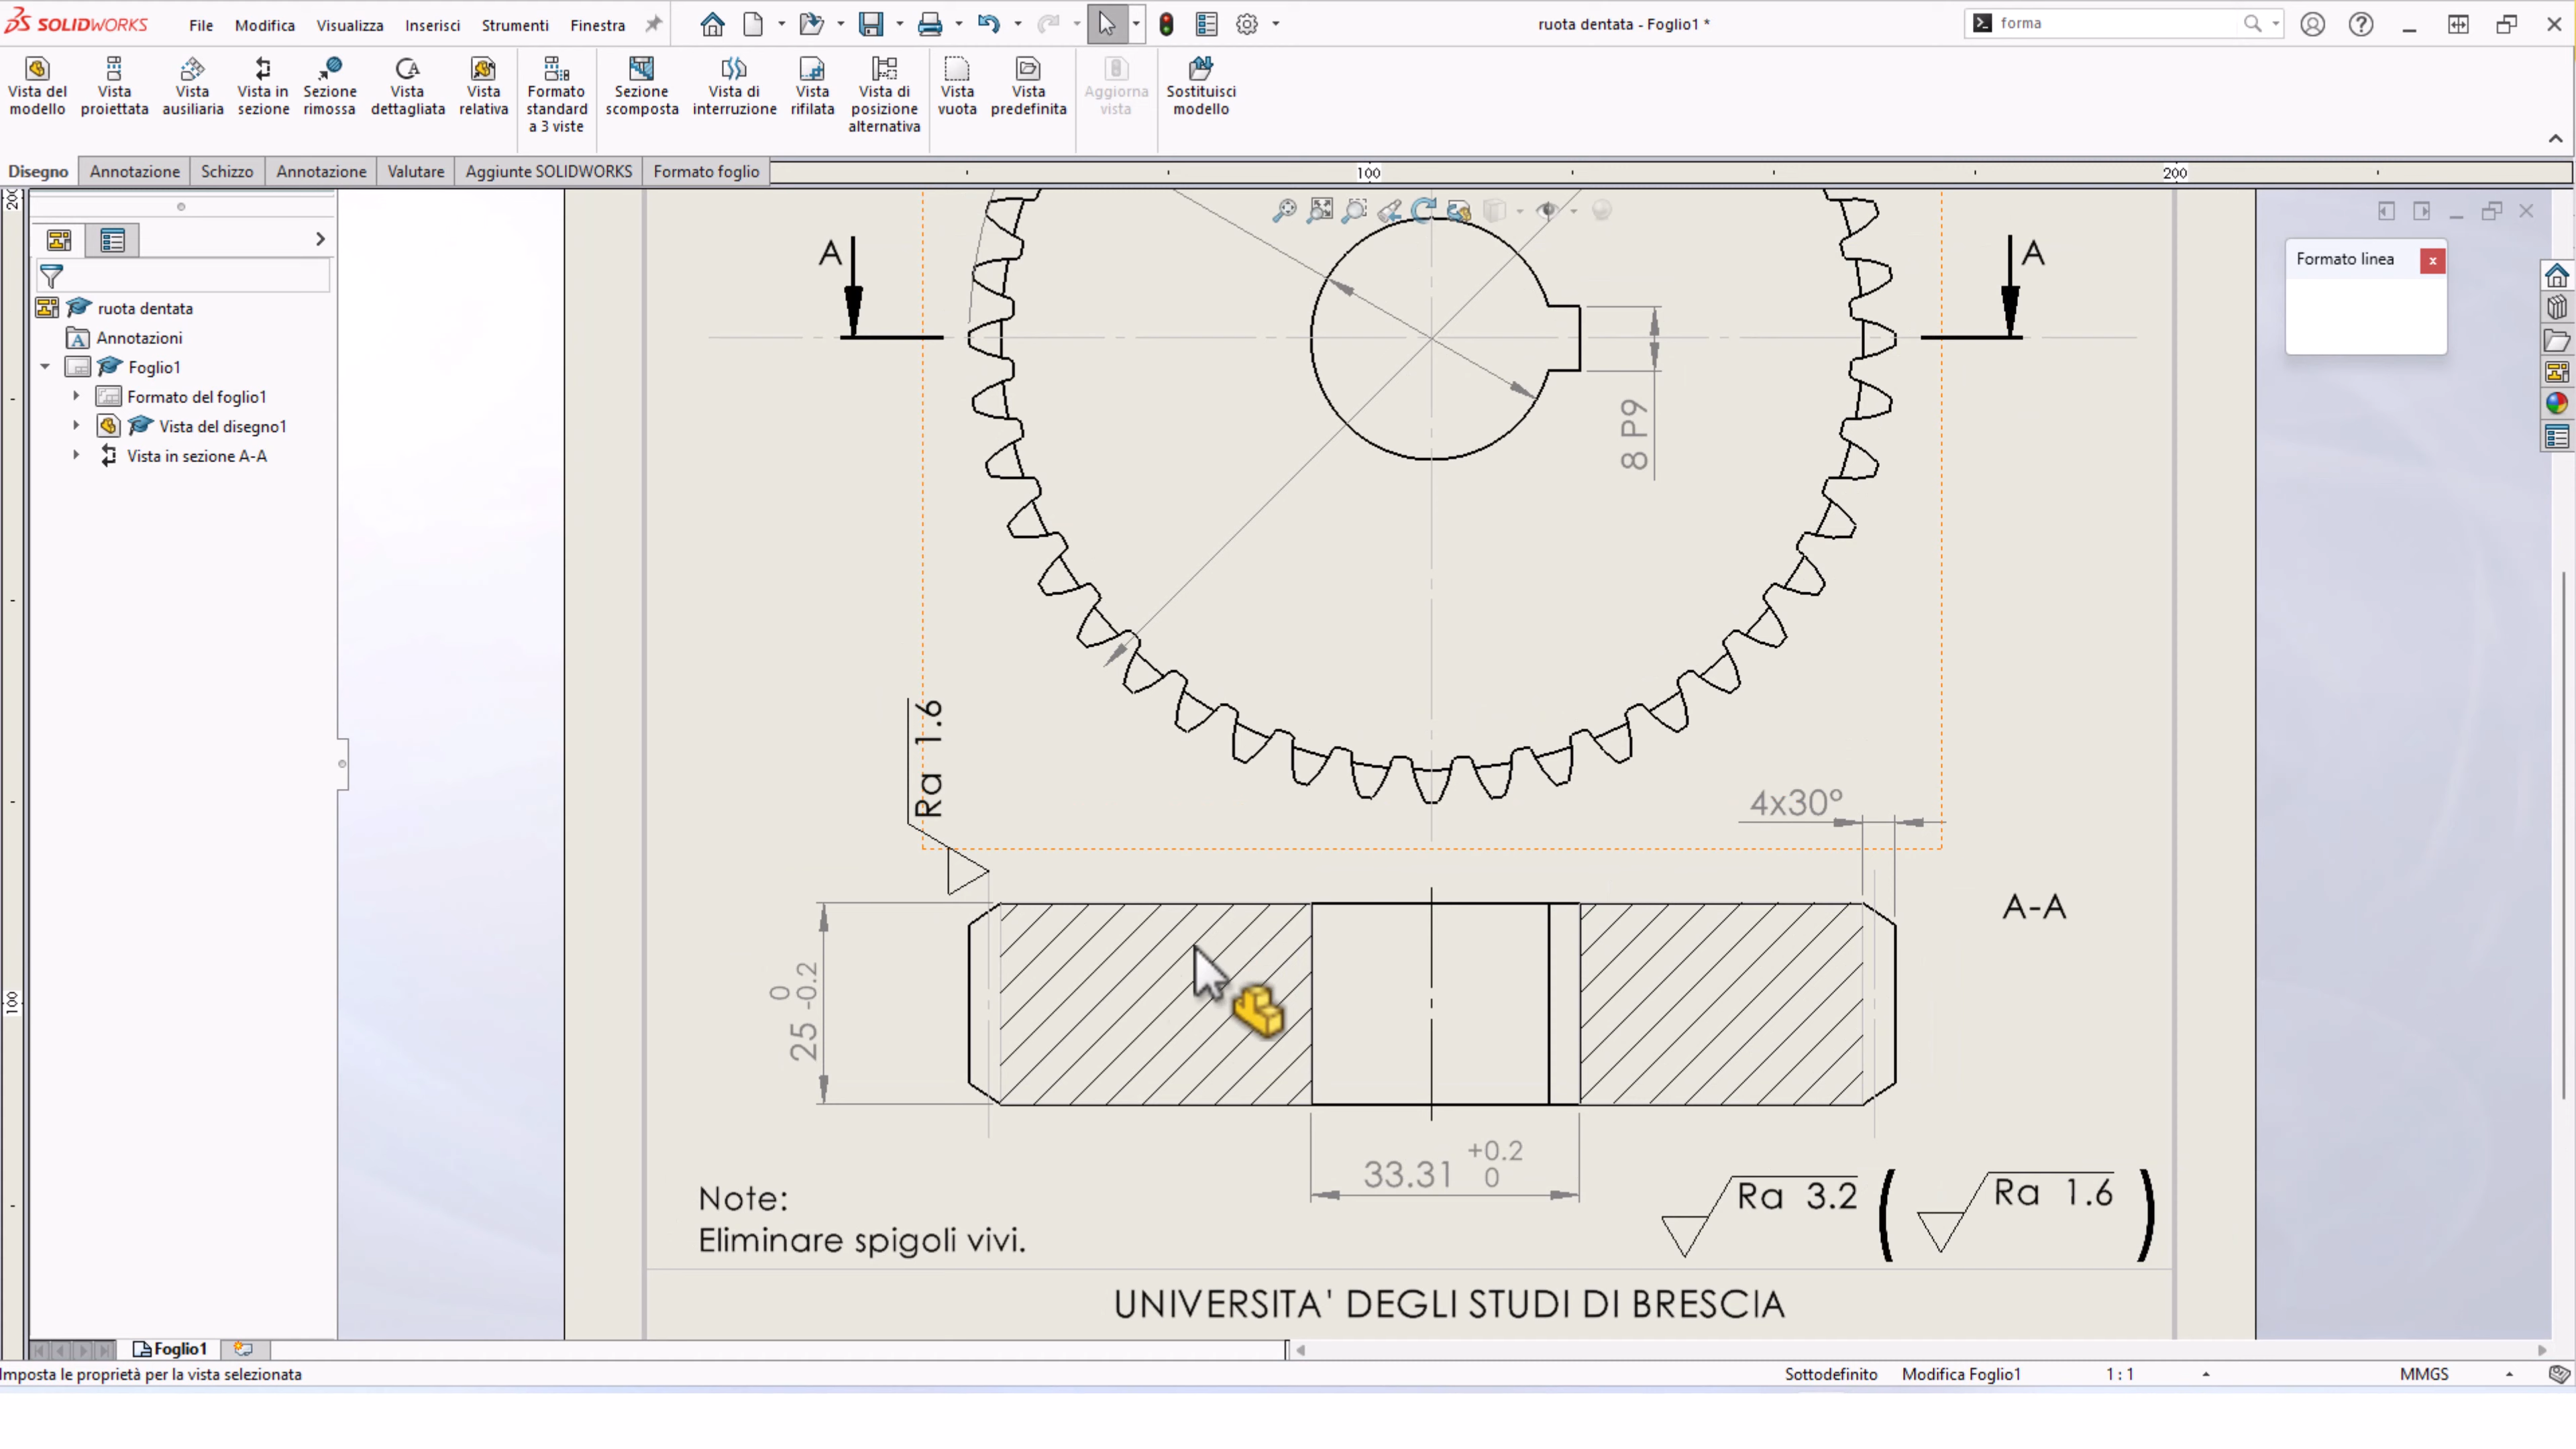 SOLIDWORKS File Modifica Visualizza Inserisci Strumenti Finestra
ruota dentata - Foglio1 *
forma
Vista del modello
Vista proiettata
Vista ausiliaria
Vista in sezione
Sezione rimossa
Vista dettagliata
Vista relativa
Formato standard a 3 viste
Sezione scomposta
Vista di interruzione
Vista rifilata
Vista di posizione alternativa
Vista vuota
Vista predefinita
Aggiorna vista
Sostituisci modello
Disegno Annotazione Schizzo Annotazione Valutare Aggiunte SOLIDWORKS Formato foglio
100 200
ruota dentata
Annotazioni
Foglio1
Formato del foglio1
Vista del disegno1
Vista in sezione A-A
Formato linea
A A
8 P9
Ra 1.6
4x30°
A-A
25 0 -0.2
33.31 +0.2 0
100
Note:
Eliminare spigoli vivi.
Ra 3.2 ( Ra 1.6 )
UNIVERSITA' DEGLI STUDI DI BRESCIA
Foglio1
Imposta le proprietà per la vista selezionata
Sottodefinito Modifica Foglio1 1 : 1 MMGS